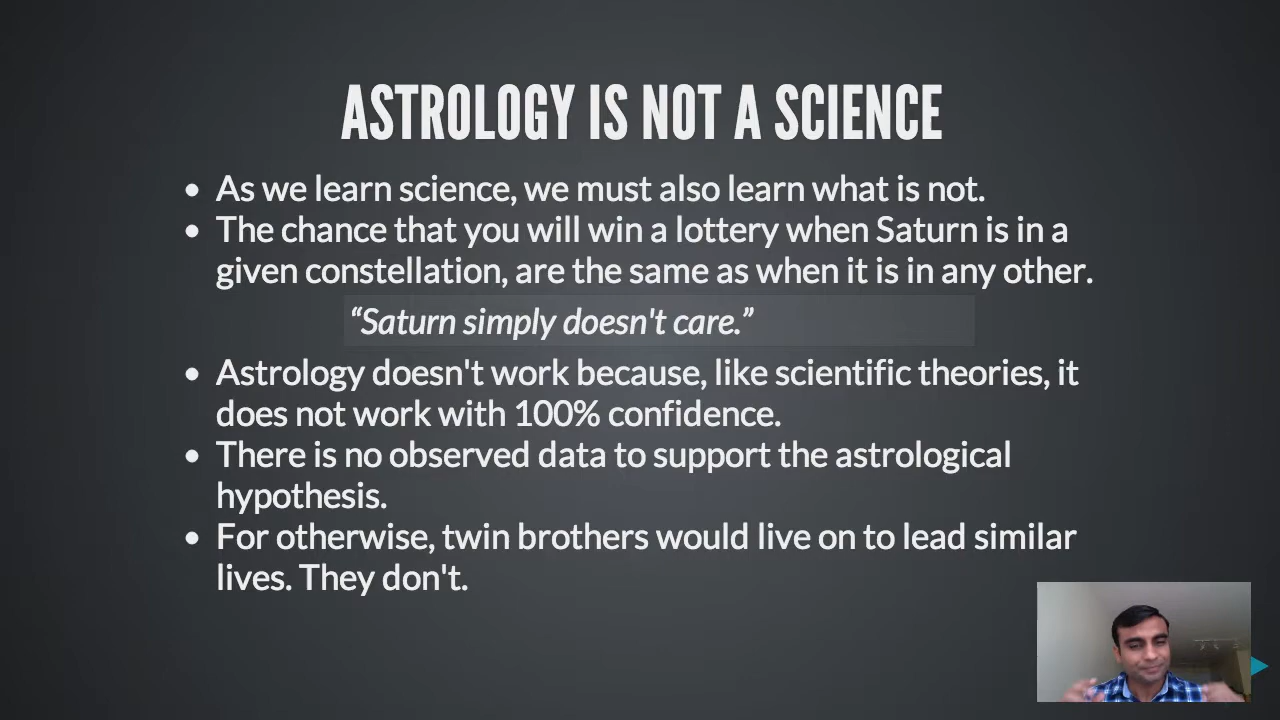 ASTROLOGY IS NOT A SCIENCE
• As we learn science, we must also learn what is not.
• The chance that you will win a lottery when Saturn is in a
given constellation, are the same as when it is in any other.
“Saturn simply doesn't care.”
• Astrology doesn't work because, like scientific theories, it
does not work with 100% confidence.
• There is no observed data to support the astrological
hypothesis.
• For otherwise, twin brothers would live on to lead similar
lives. They don't.